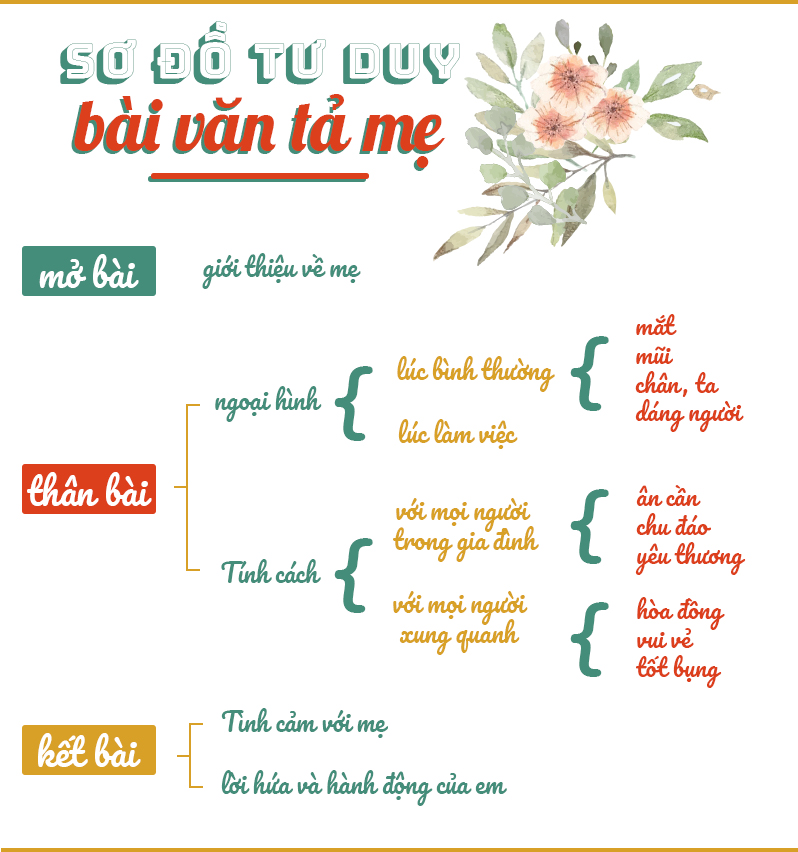 SƠ ĐỒ TƯ DUY
bài văn tả mẹ
mở bài
giới thiệu về mẹ
thân bài
ngoại hình
lúc bình thường
mắt
mũi
chân, ta
dáng người
lúc làm việc
Tính cách
với mọi người
trong gia đình
ân cần
chu đáo
yêu thương
với mọi người
xung quanh
hòa đồng
vui vẻ
tốt bụng
kết bài
Tình cảm với mẹ
lời hứa và hành động của em